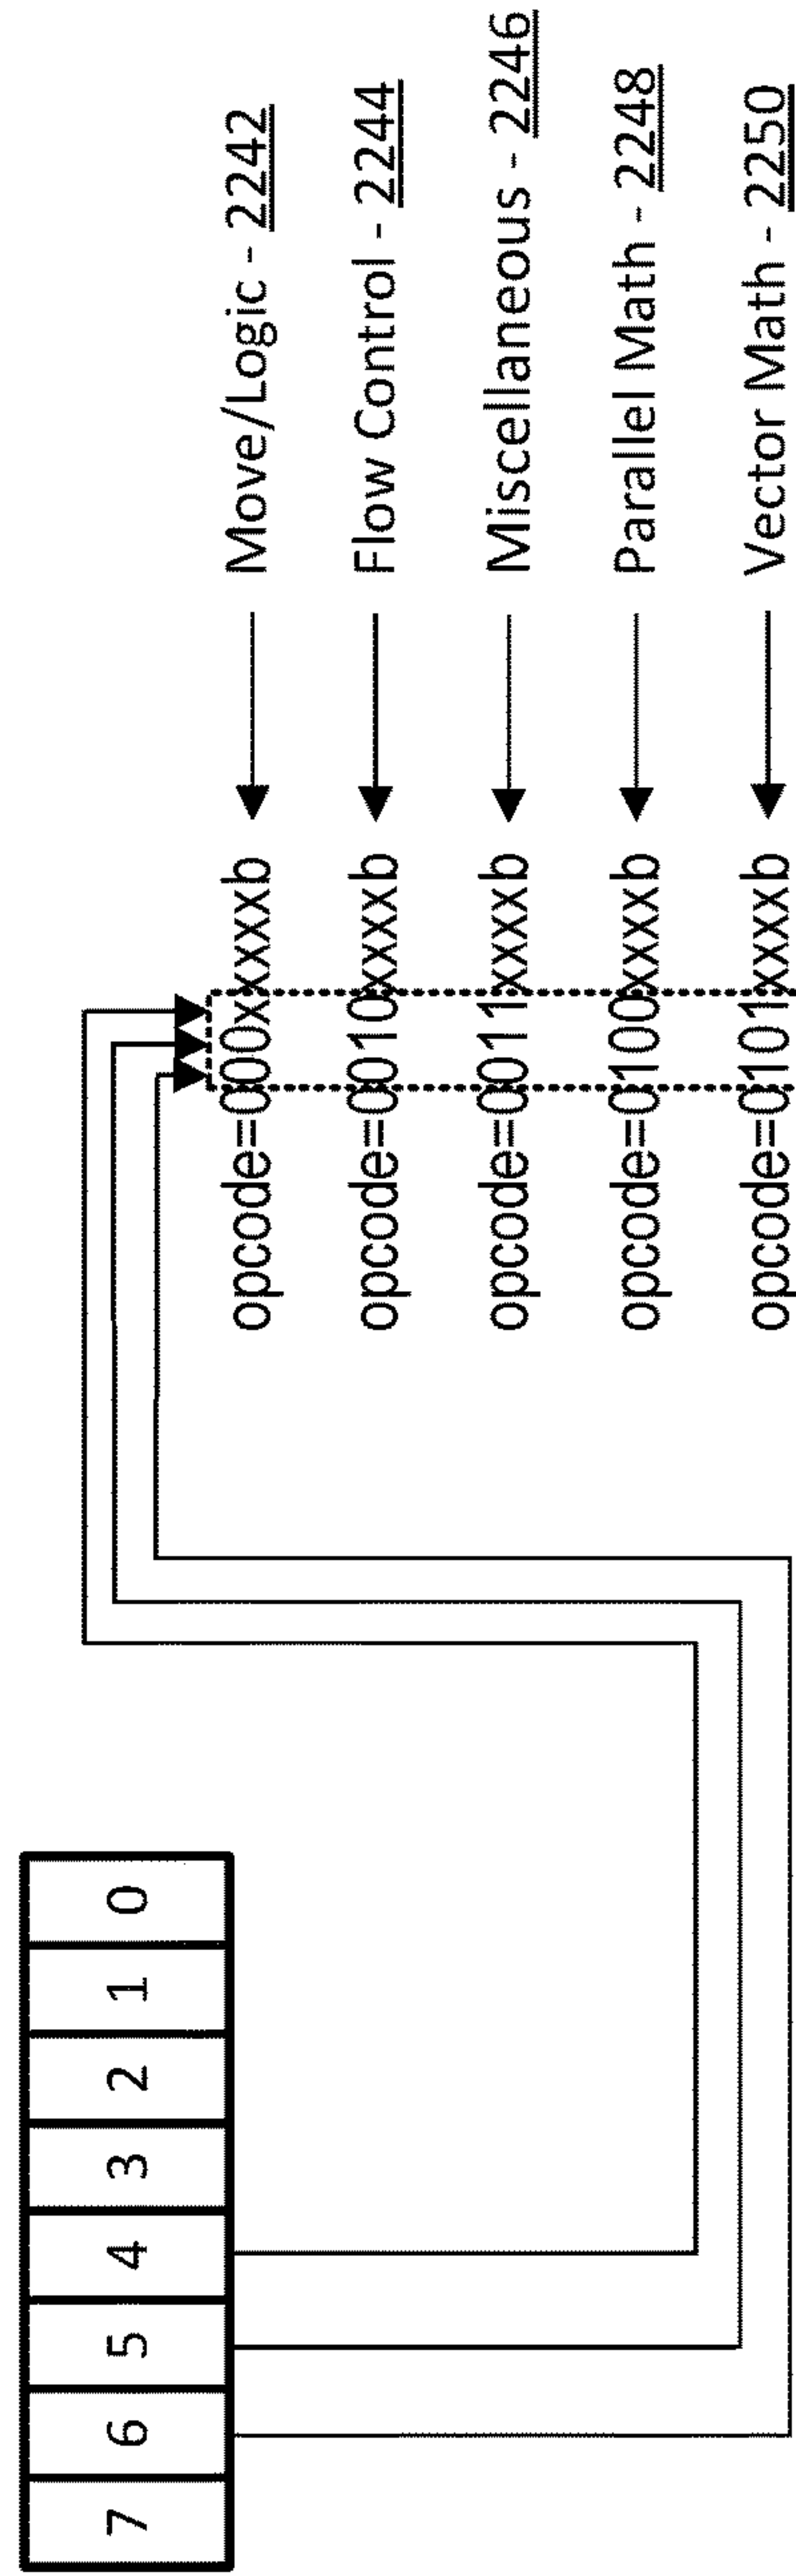 7 6 5 4 3 2 1 0
opcode=000xxxxxb Move/Logic - 2242
opcode=0010xxxxb Flow Control - 2244
opcode=0011xxxxb Miscellaneous - 2246
opcode=0100xxxxb Parallel Math - 2248
opcode=0101xxxxb Vector Math - 2250